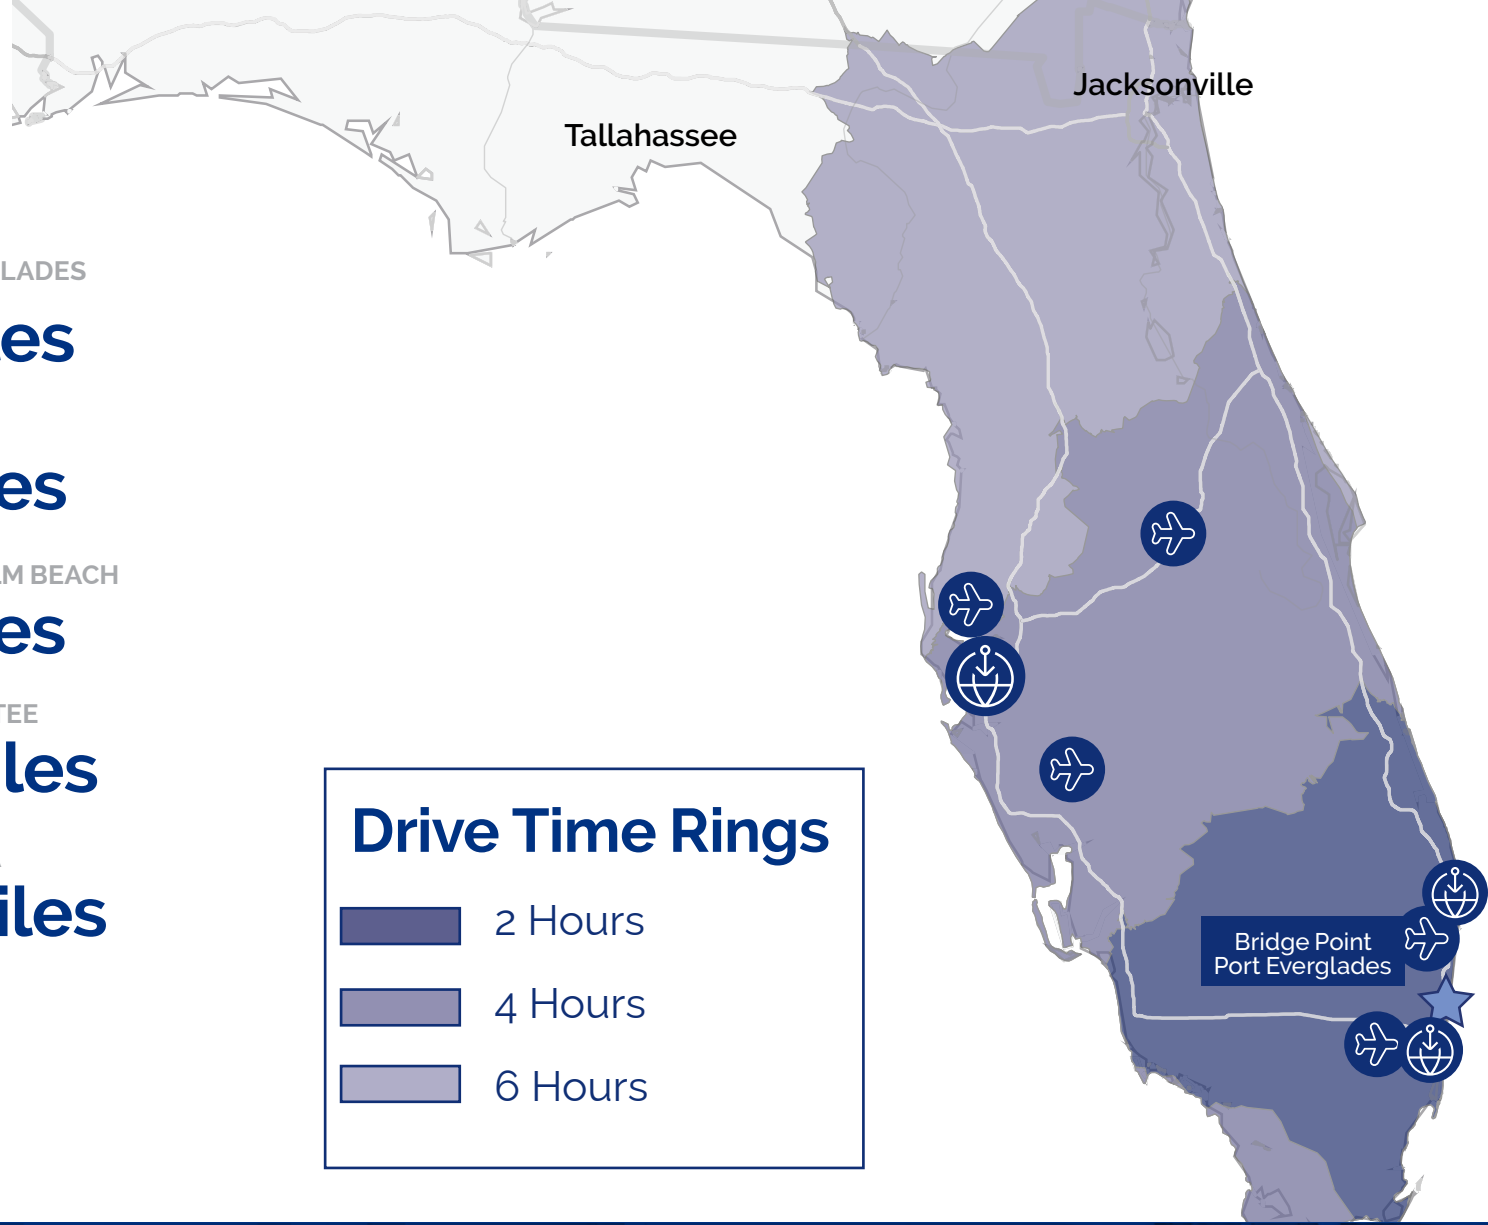 Jacksonville
Tallahassee
LADES
es
es
LM BEACH
es
TEE
les
iles
Drive Time Rings
2 Hours
4 Hours
6 Hours
Bridge Point
Port Everglades